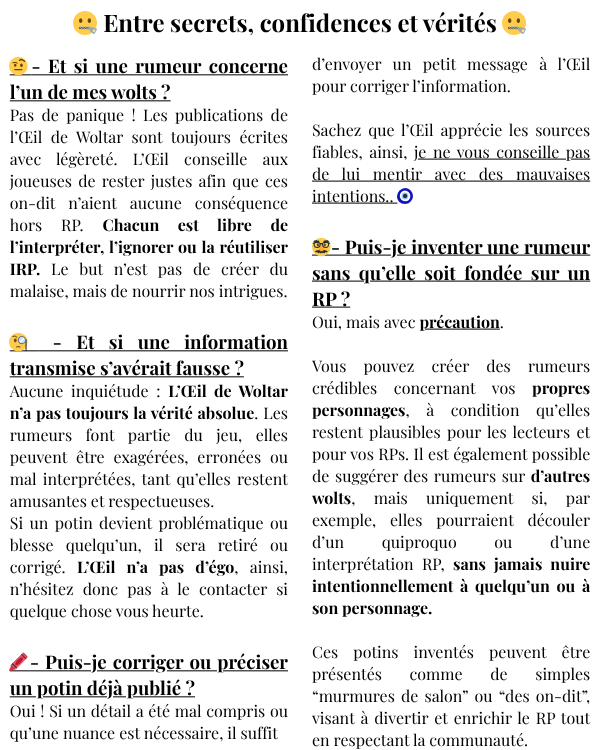 🤐 Entre secrets, confidences et vérités 🤐
🤨 - Et si une rumeur concerne
l’un de mes wolts ?
Pas de panique ! Les publications de
l’Œil de Woltar sont toujours écrites
avec légèreté. L’Œil conseille aux
joueuses de rester justes afin que ces
on-dit n’aient aucune conséquence
hors RP. Chacun est libre de
l’interpréter, l’ignorer ou la réutiliser
IRP. Le but n’est pas de créer du
malaise, mais de nourrir nos intrigues.
🧐 - Et si une information
transmise s’avérait fausse ?
Aucune inquiétude : L’Œil de Woltar
n’a pas toujours la vérité absolue. Les
rumeurs font partie du jeu, elles
peuvent être exagérées, erronées ou
mal interprétées, tant qu’elles restent
amusantes et respectueuses.
Si un potin devient problématique ou
blesse quelqu’un, il sera retiré ou
corrigé. L’Œil n’a pas d’égo, ainsi,
n’hésitez donc pas à le contacter si
quelque chose vous heurte.
🖍️ - Puis-je corriger ou préciser
un potin déjà publié ?
Oui ! Si un détail a été mal compris ou
qu’une nuance est nécessaire, il suffit
d’envoyer un petit message à l’Œil
pour corriger l’information.
Sachez que l’Œil apprécie les sources
fiables, ainsi, je ne vous conseille pas
de lui mentir avec des mauvaises
intentions.. 🧿
🥸 - Puis-je inventer une rumeur
sans qu’elle soit fondée sur un
RP ?
Oui, mais avec précaution.
Vous pouvez créer des rumeurs
crédibles concernant vos propres
personnages, à condition qu’elles
restent plausibles pour les lecteurs et
pour vos RPs. Il est également possible
de suggérer des rumeurs sur d’autres
wolts, mais uniquement si, par
exemple, elles pourraient découler
d’un quiproquo ou d’une
interprétation RP, sans jamais nuire
intentionnellement à quelqu’un ou à
son personnage.
Ces potins inventés peuvent être
présentés comme de simples
“murmures de salon” ou “des on-dit”,
visant à divertir et enrichir le RP tout
en respectant la communauté.